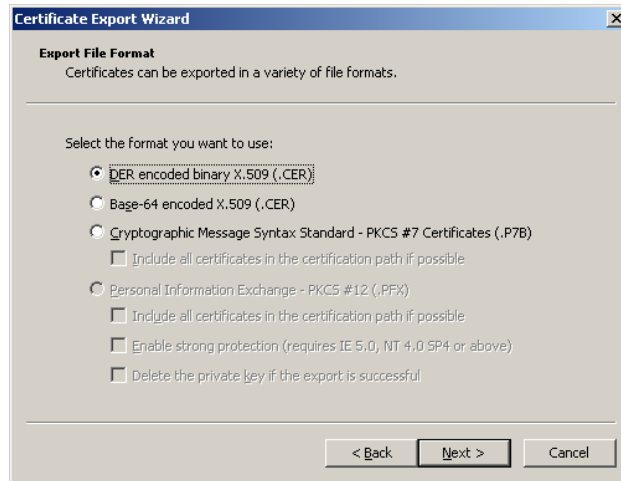 Certificate Export Wizard
Export File Format
Certificates can be exported in a variety of file formats.
Select the format you want to use:
DER encoded binary X.509 (.CER)
Base-64 encoded X.509 (.CER)
Cryptographic Message Syntax Standard - PKCS #7 Certificates (.P7B)
Include all certificates in the certification path if possible
Personal Information Exchange - PKCS #12 (.PFX)
Include all certificates in the certification path if possible
Enable strong protection (requires IE 5.0, NT 4.0 SP4 or above)
Delete the private key if the export is successful
< Back Next > Cancel